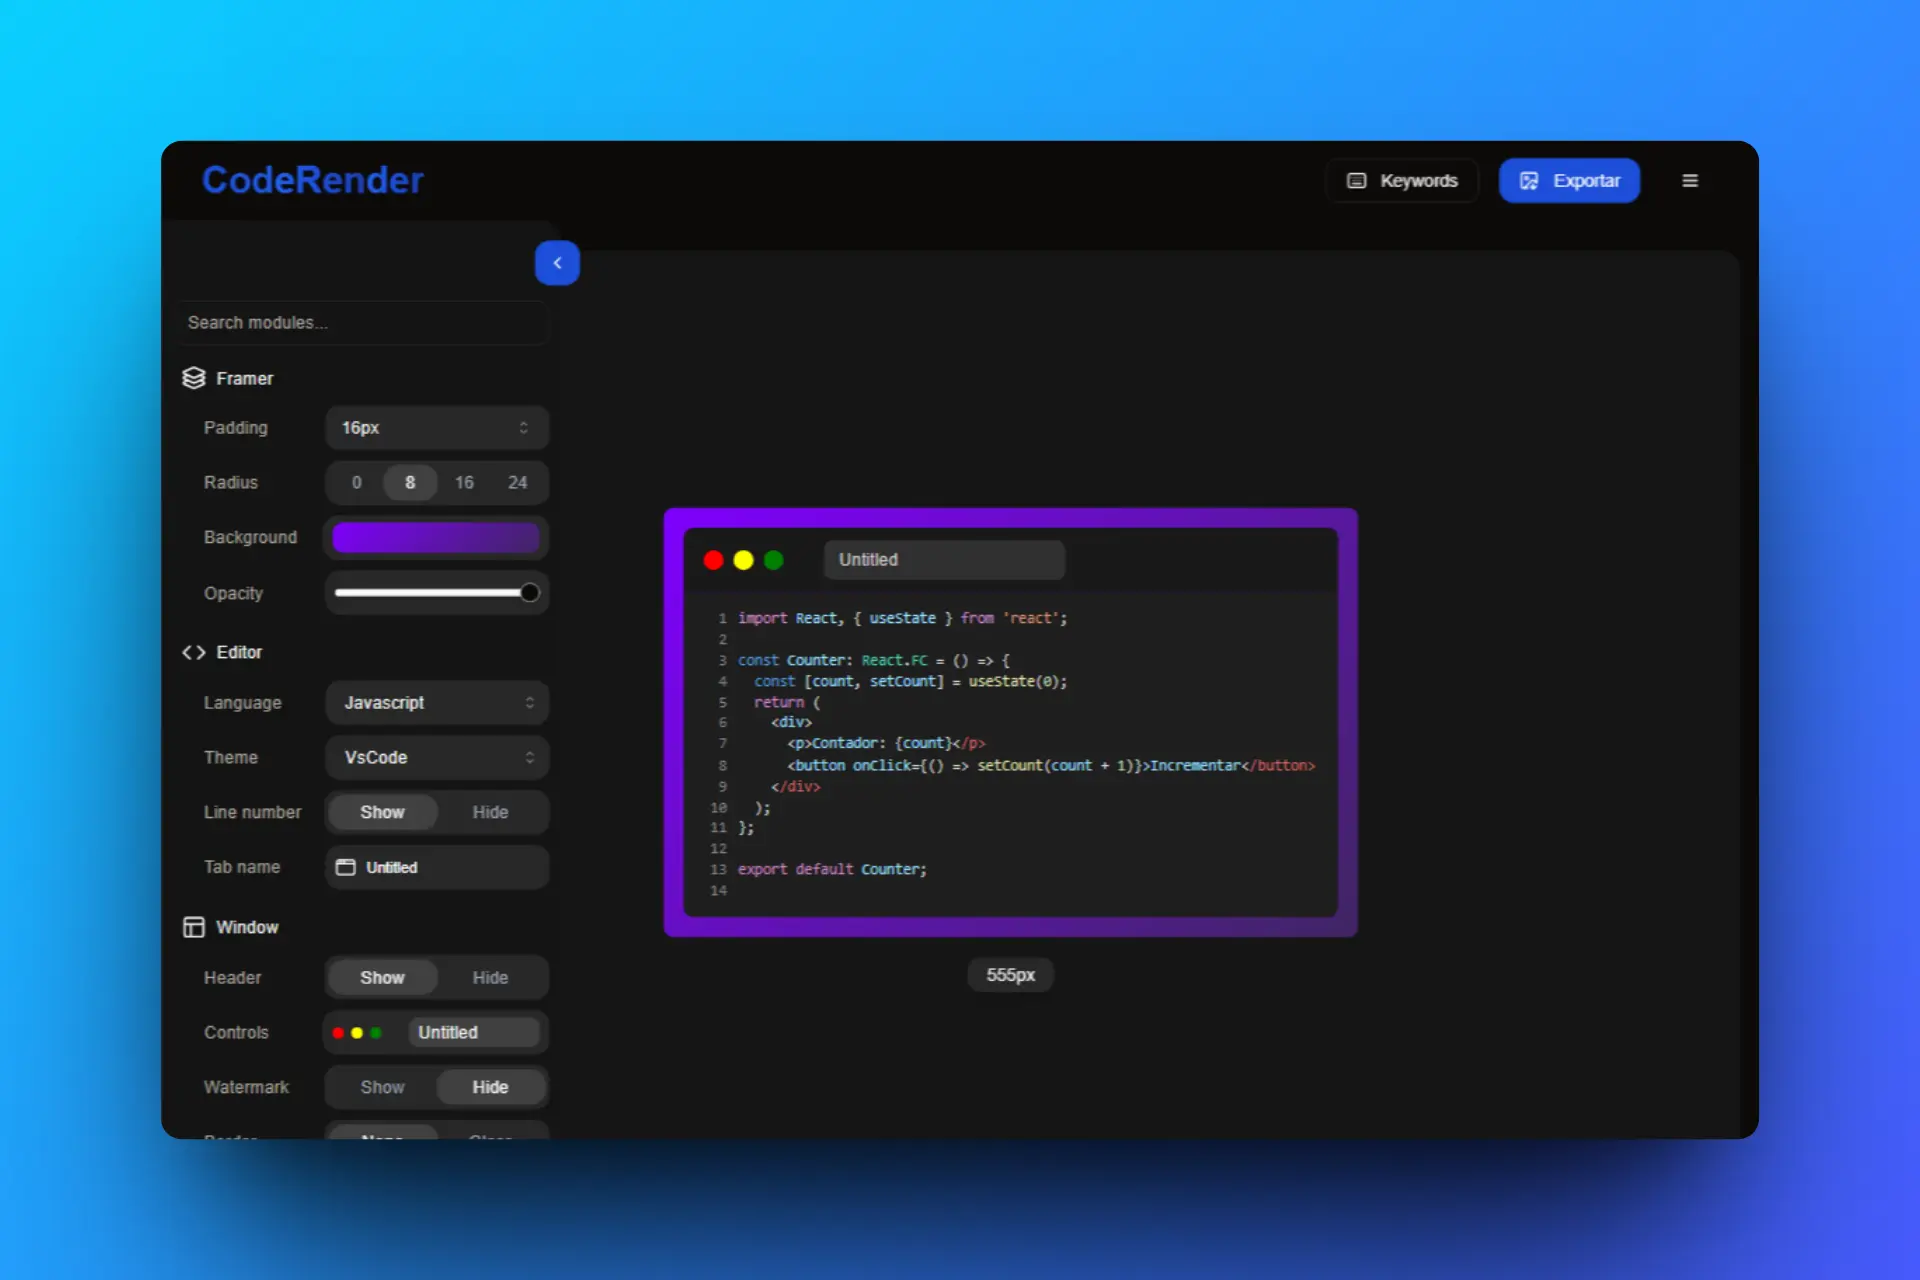 CodeRender
Keywords
Exportar
Search modules...
Framer
Padding 16px
Radius 0 8 16 24
Background
Opacity
Editor
Language Javascript
Theme VsCode
Line number Show Hide
Tab name Untitled
Window
Header Show Hide
Controls Untitled
Watermark Show Hide
Border None Glass
Untitled
1 import React, { useState } from 'react';
2
3 const Counter: React.FC = () => {
4 const [count, setCount] = useState(0);
5 return (
6 <div>
7 <p>Contador: {count}</p>
8 <button onClick={() => setCount(count + 1)}>Incrementar</button>
9 </div>
10 );
11 };
12
13 export default Counter;
14
555px